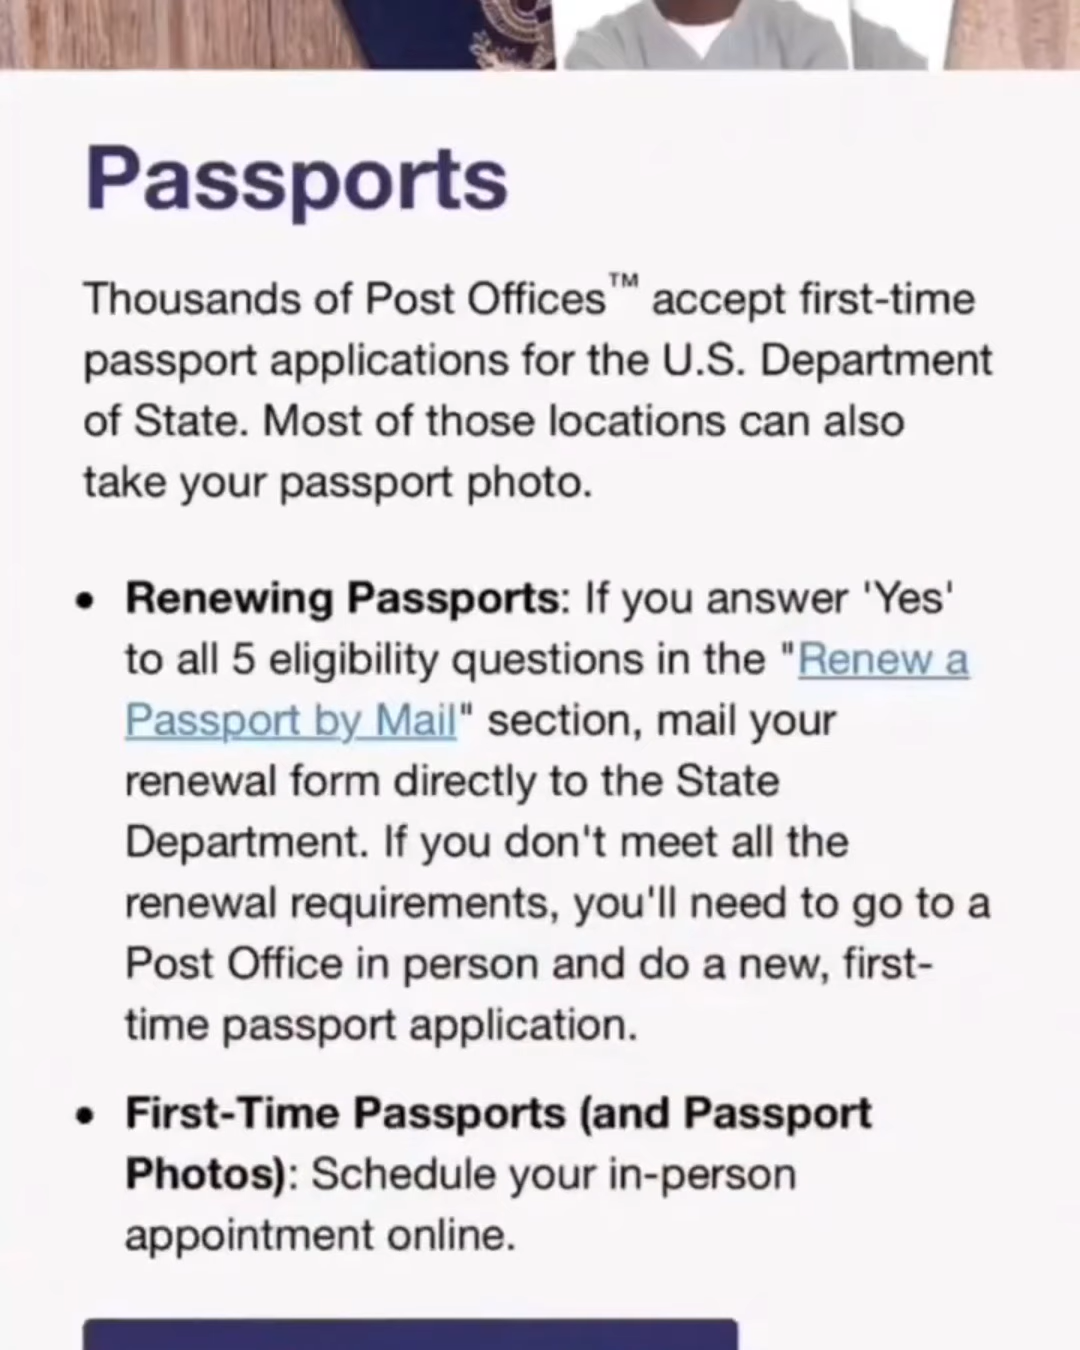 Passports
Thousands of Post Offices™ accept first-time
passport applications for the U.S. Department
of State. Most of those locations can also
take your passport photo.
• Renewing Passports: If you answer 'Yes'
to all 5 eligibility questions in the "Renew a
Passport by Mail" section, mail your
renewal form directly to the State
Department. If you don't meet all the
renewal requirements, you'll need to go to a
Post Office in person and do a new, first-
time passport application.
• First-Time Passports (and Passport
Photos): Schedule your in-person
appointment online.